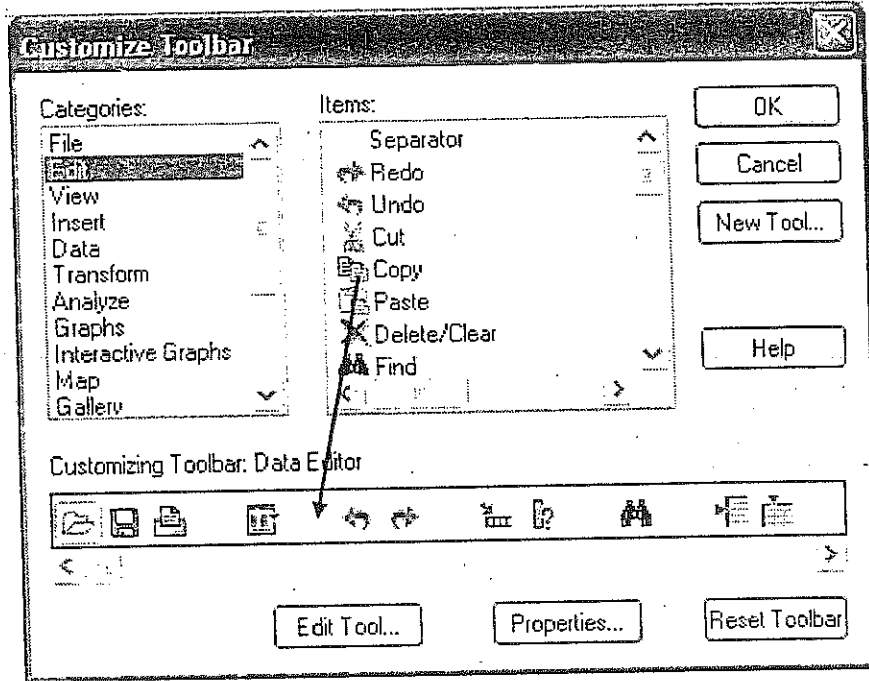 Customize Toolbar
Categories:
File
Edit
View
Insert
Data
Transform
Analyze
Graphs
Interactive Graphs
Map
Gallery
Items:
Separator
Redo
Undo
Cut
Copy
Paste
Delete/Clear
Find
OK
Cancel
New Tool...
Help
Customizing Toolbar: Data Editor
Edit Tool...
Properties...
Reset Toolbar